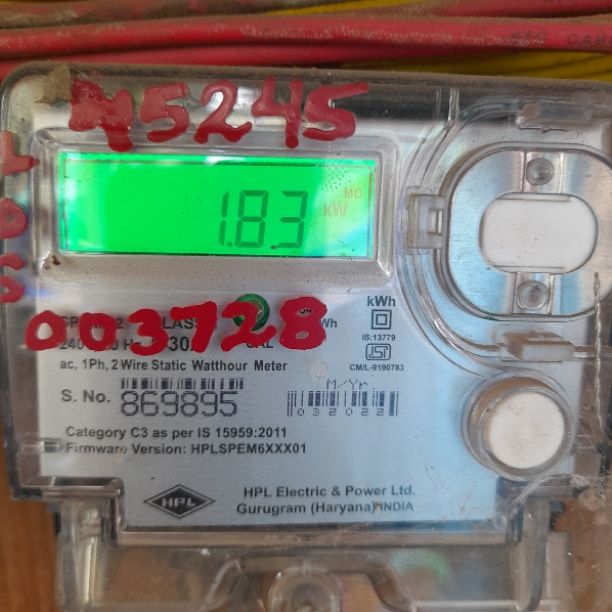 CAR
M5245
MD
kW
1.83
003728
kWh
IS:13779
CM/L-9190783
ac, 1Ph, 2 Wire Static Watthour Meter
S. No. 869895
M/Yr
032022
Category C3 as per IS 15959:2011
Firmware Version: HPLSPEM6XXX01
HPL
HPL Electric & Power Ltd.
Gurugram (Haryana) INDIA